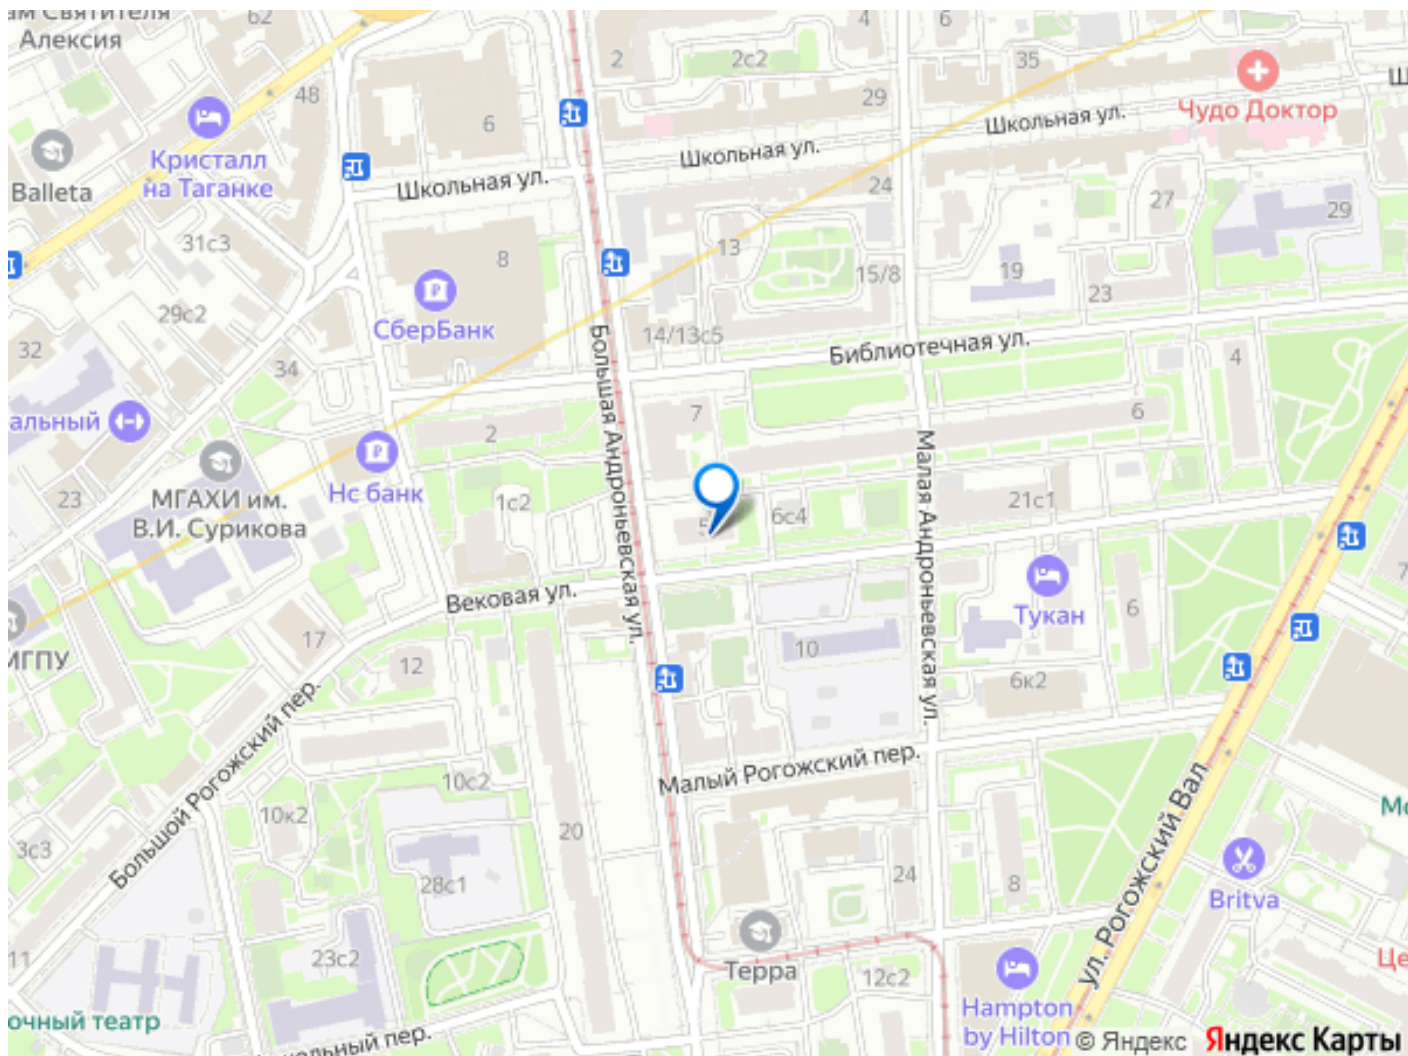 62
Алексия
48
6
2
2с2
4
6
35
29
Чудо Доктор
Школьная ул.
Школьная ул.
Школьная ул.
Кристалл
на Таганке
Balleta
24
27
29
31с3
8
13
15/8
19
23
СберБанк
29с2
32
34
14/13с5
Библиотечная ул.
4
Большая Андроньевская ул.
альный
7
6
2
МГАХИ им.
В.И. Сурикова
Нс банк
23
1с2
6с4
21с1
5
Малая Андроньевская ул.
Вековая ул.
Тукан
6
7
17
МГПУ
12
10
6к2
Большой Рогожский пер.
Малый Рогожский пер.
10с2
10к2
3с3
20
28с1
24
8
ул. Рогожский Вал
Britva
11
23с2
Терра
12с2
Hampton
by Hilton
очный театр
© Яндекс
Яндекс Карты